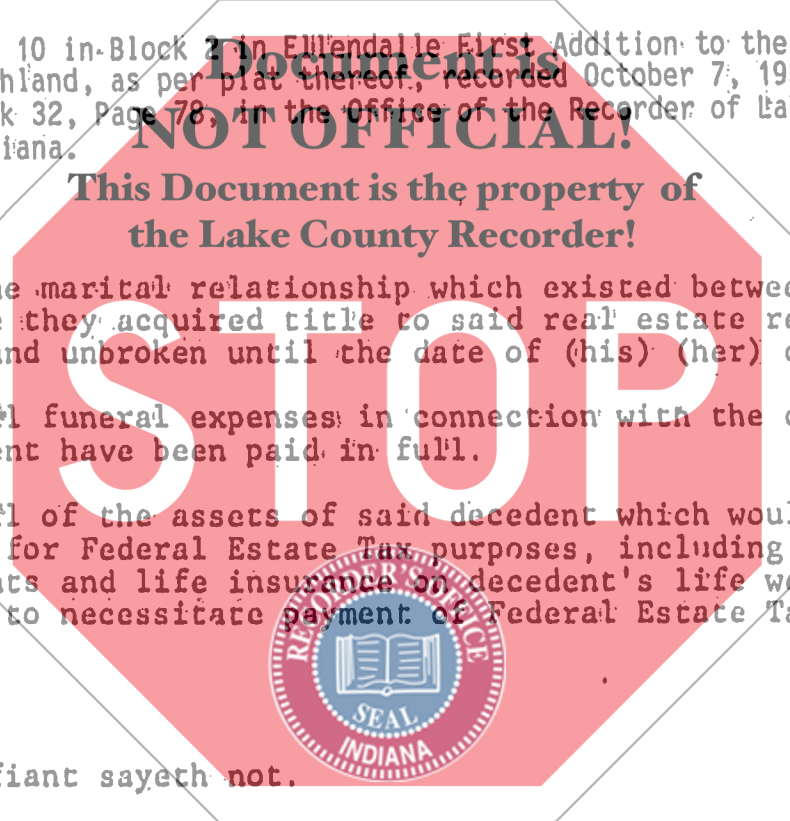 10 in Block 2 in Ellendalle First Addition to the
hland, as per plat thereof, recorded October 7, 19
k 32, Page 78, in the Office of the Recorder of La
iana.
Document is
NOT OFFICIAL!
This Document is the property of
the Lake County Recorder!
e marital relationship which existed betwee
they acquired title to said real estate re
nd unbroken until the date of (his) (her)
STOP
l funeral expenses in connection with the
nt have been paid in full.
l of the assets of said decedent which woul
for Federal Estate Tax purposes, including
ts and life insurance on decedent's life we
to necessitate payment of Federal Estate Ta
RECORDER'S OFFICE
SEAL
INDIANA
fiant sayeth not.